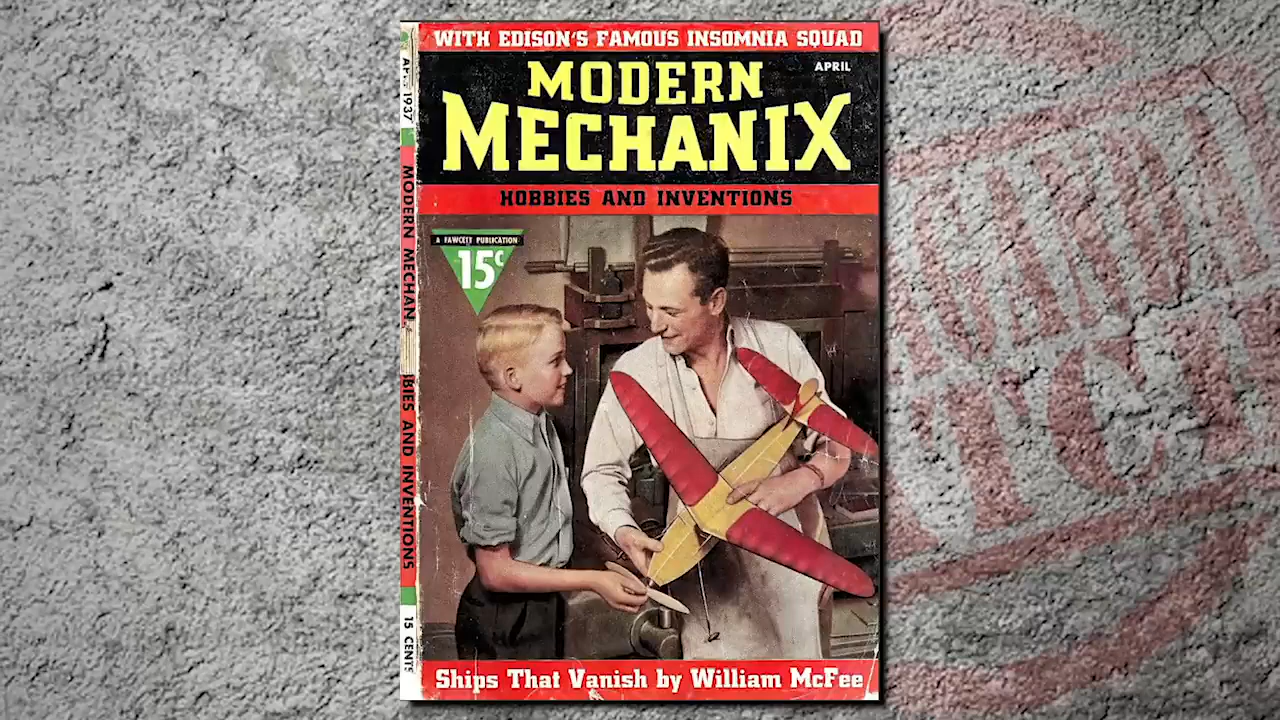 WITH EDISON'S FAMOUS INSOMNIA SQUAD
APRIL
MODERN
MECHANIX
HOBBIES AND INVENTIONS
A FAWCETT PUBLICATION
15¢
Ships That Vanish by William McFee
1937
MODERN MECHAN
BIES AND INVENTIONS
15 CENTS